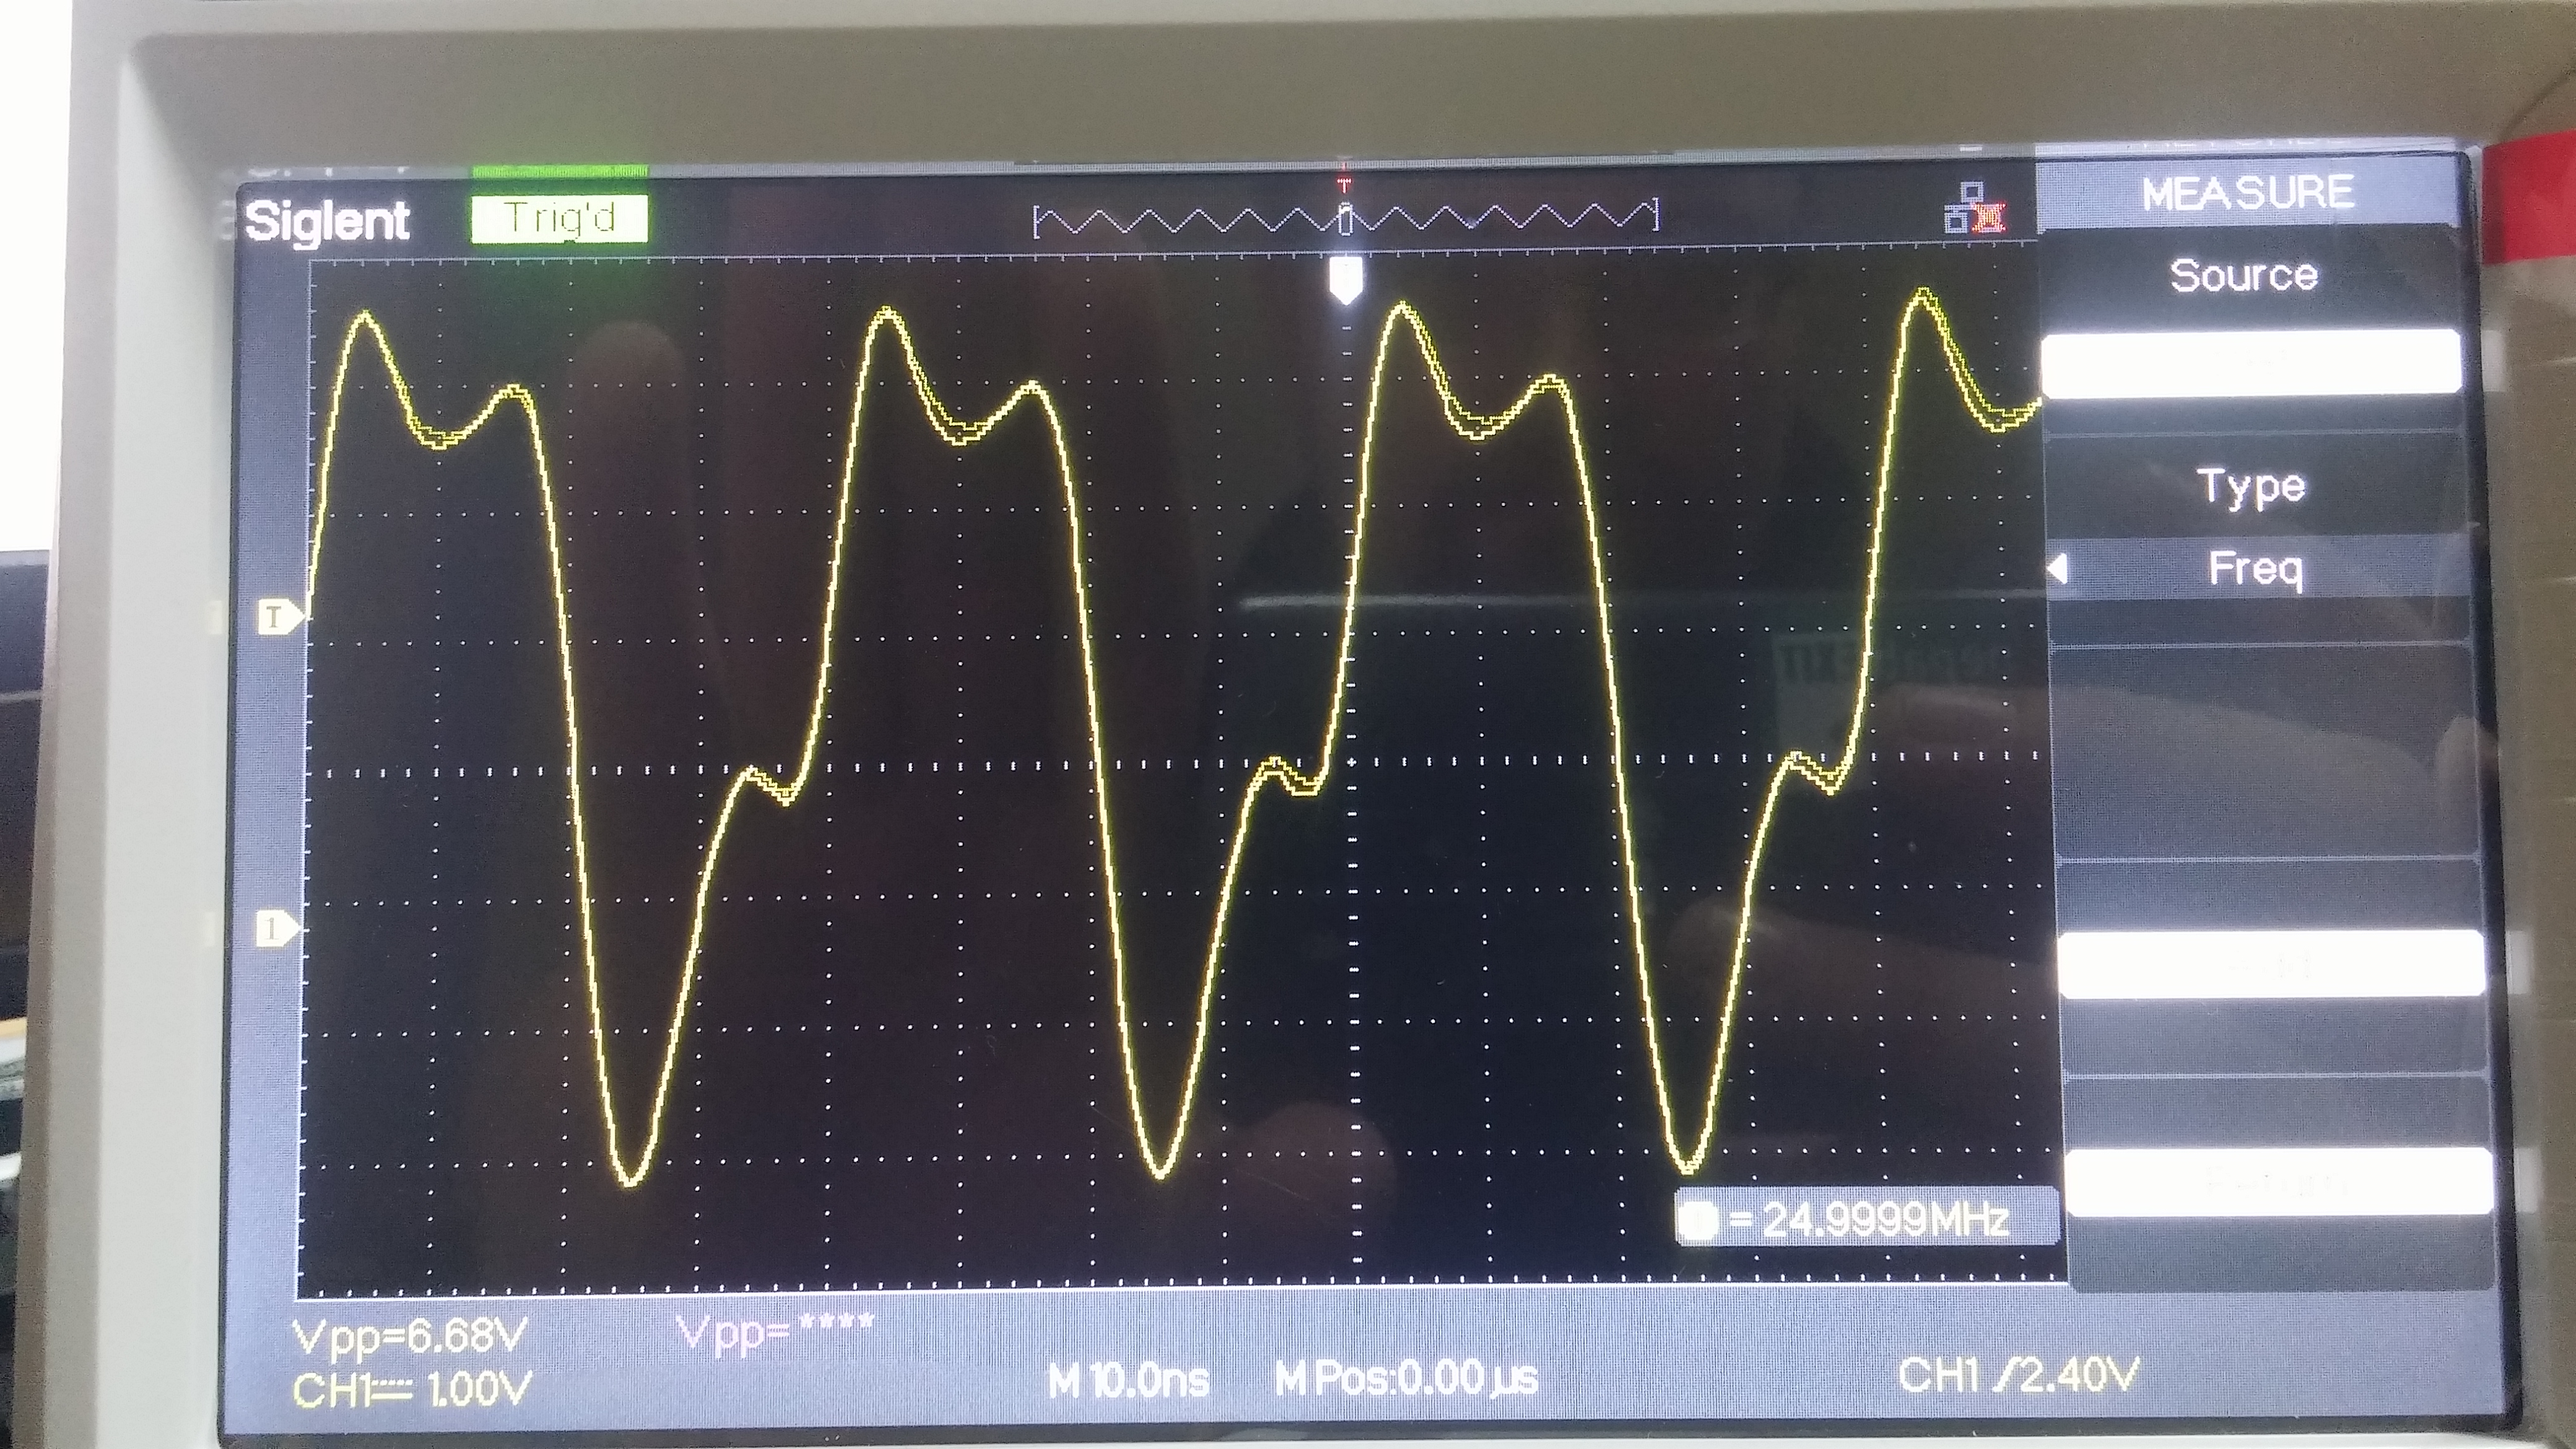 Siglent
Trig'd
T
MEASURE
Source
Type
Freq
T
1
= 24.9999MHz
Vpp=6.68V
Vpp=****
CH1 1.00V
M 10.0ns
M Pos:0.00µs
CH1 2.40V